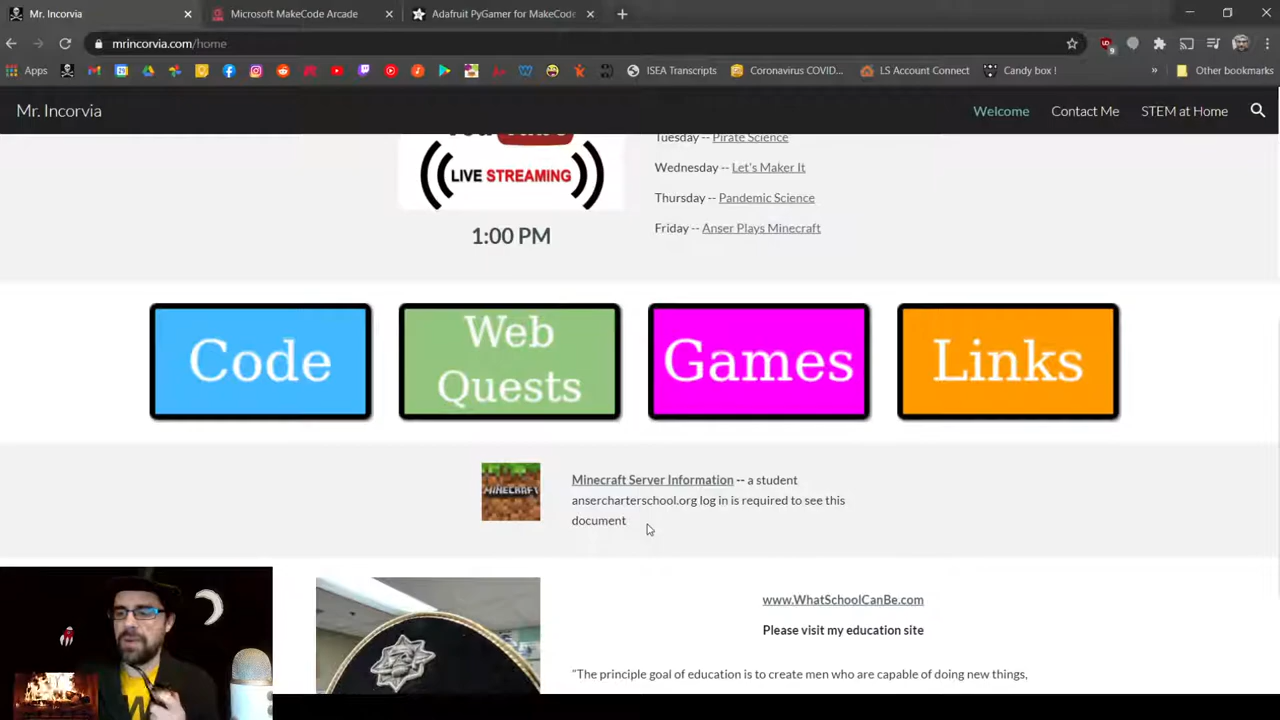 Mr. Incorvia
Microsoft MakeCode Arcade
Adafruit PyGamer for MakeCode
mrincorvia.com/home
Apps
ISEA Transcripts
Coronavirus COVID...
LS Account Connect
Candy box !
»
Other bookmarks
Mr. Incorvia
Welcome
Contact Me
STEM at Home
LIVE STREAMING
1:00 PM
Tuesday -- Pirate Science
Wednesday -- Let's Maker It
Thursday -- Pandemic Science
Friday -- Anser Plays Minecraft
Code
Web
Quests
Games
Links
MINECRAFT
Minecraft Server Information -- a student
ansercharterschool.org log in is required to see this
document
www.WhatSchoolCanBe.com
Please visit my education site
"The principle goal of education is to create men who are capable of doing new things,